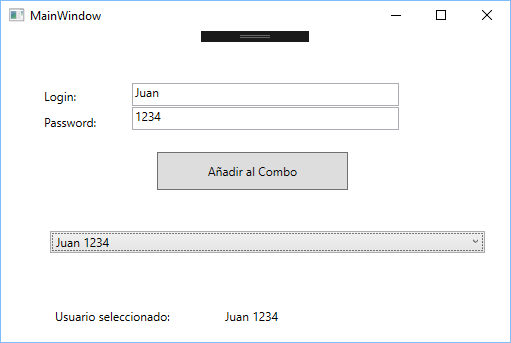 MainWindow
Login: Juan
Password: 1234
Añadir al Combo
Juan 1234
Usuario seleccionado: Juan 1234